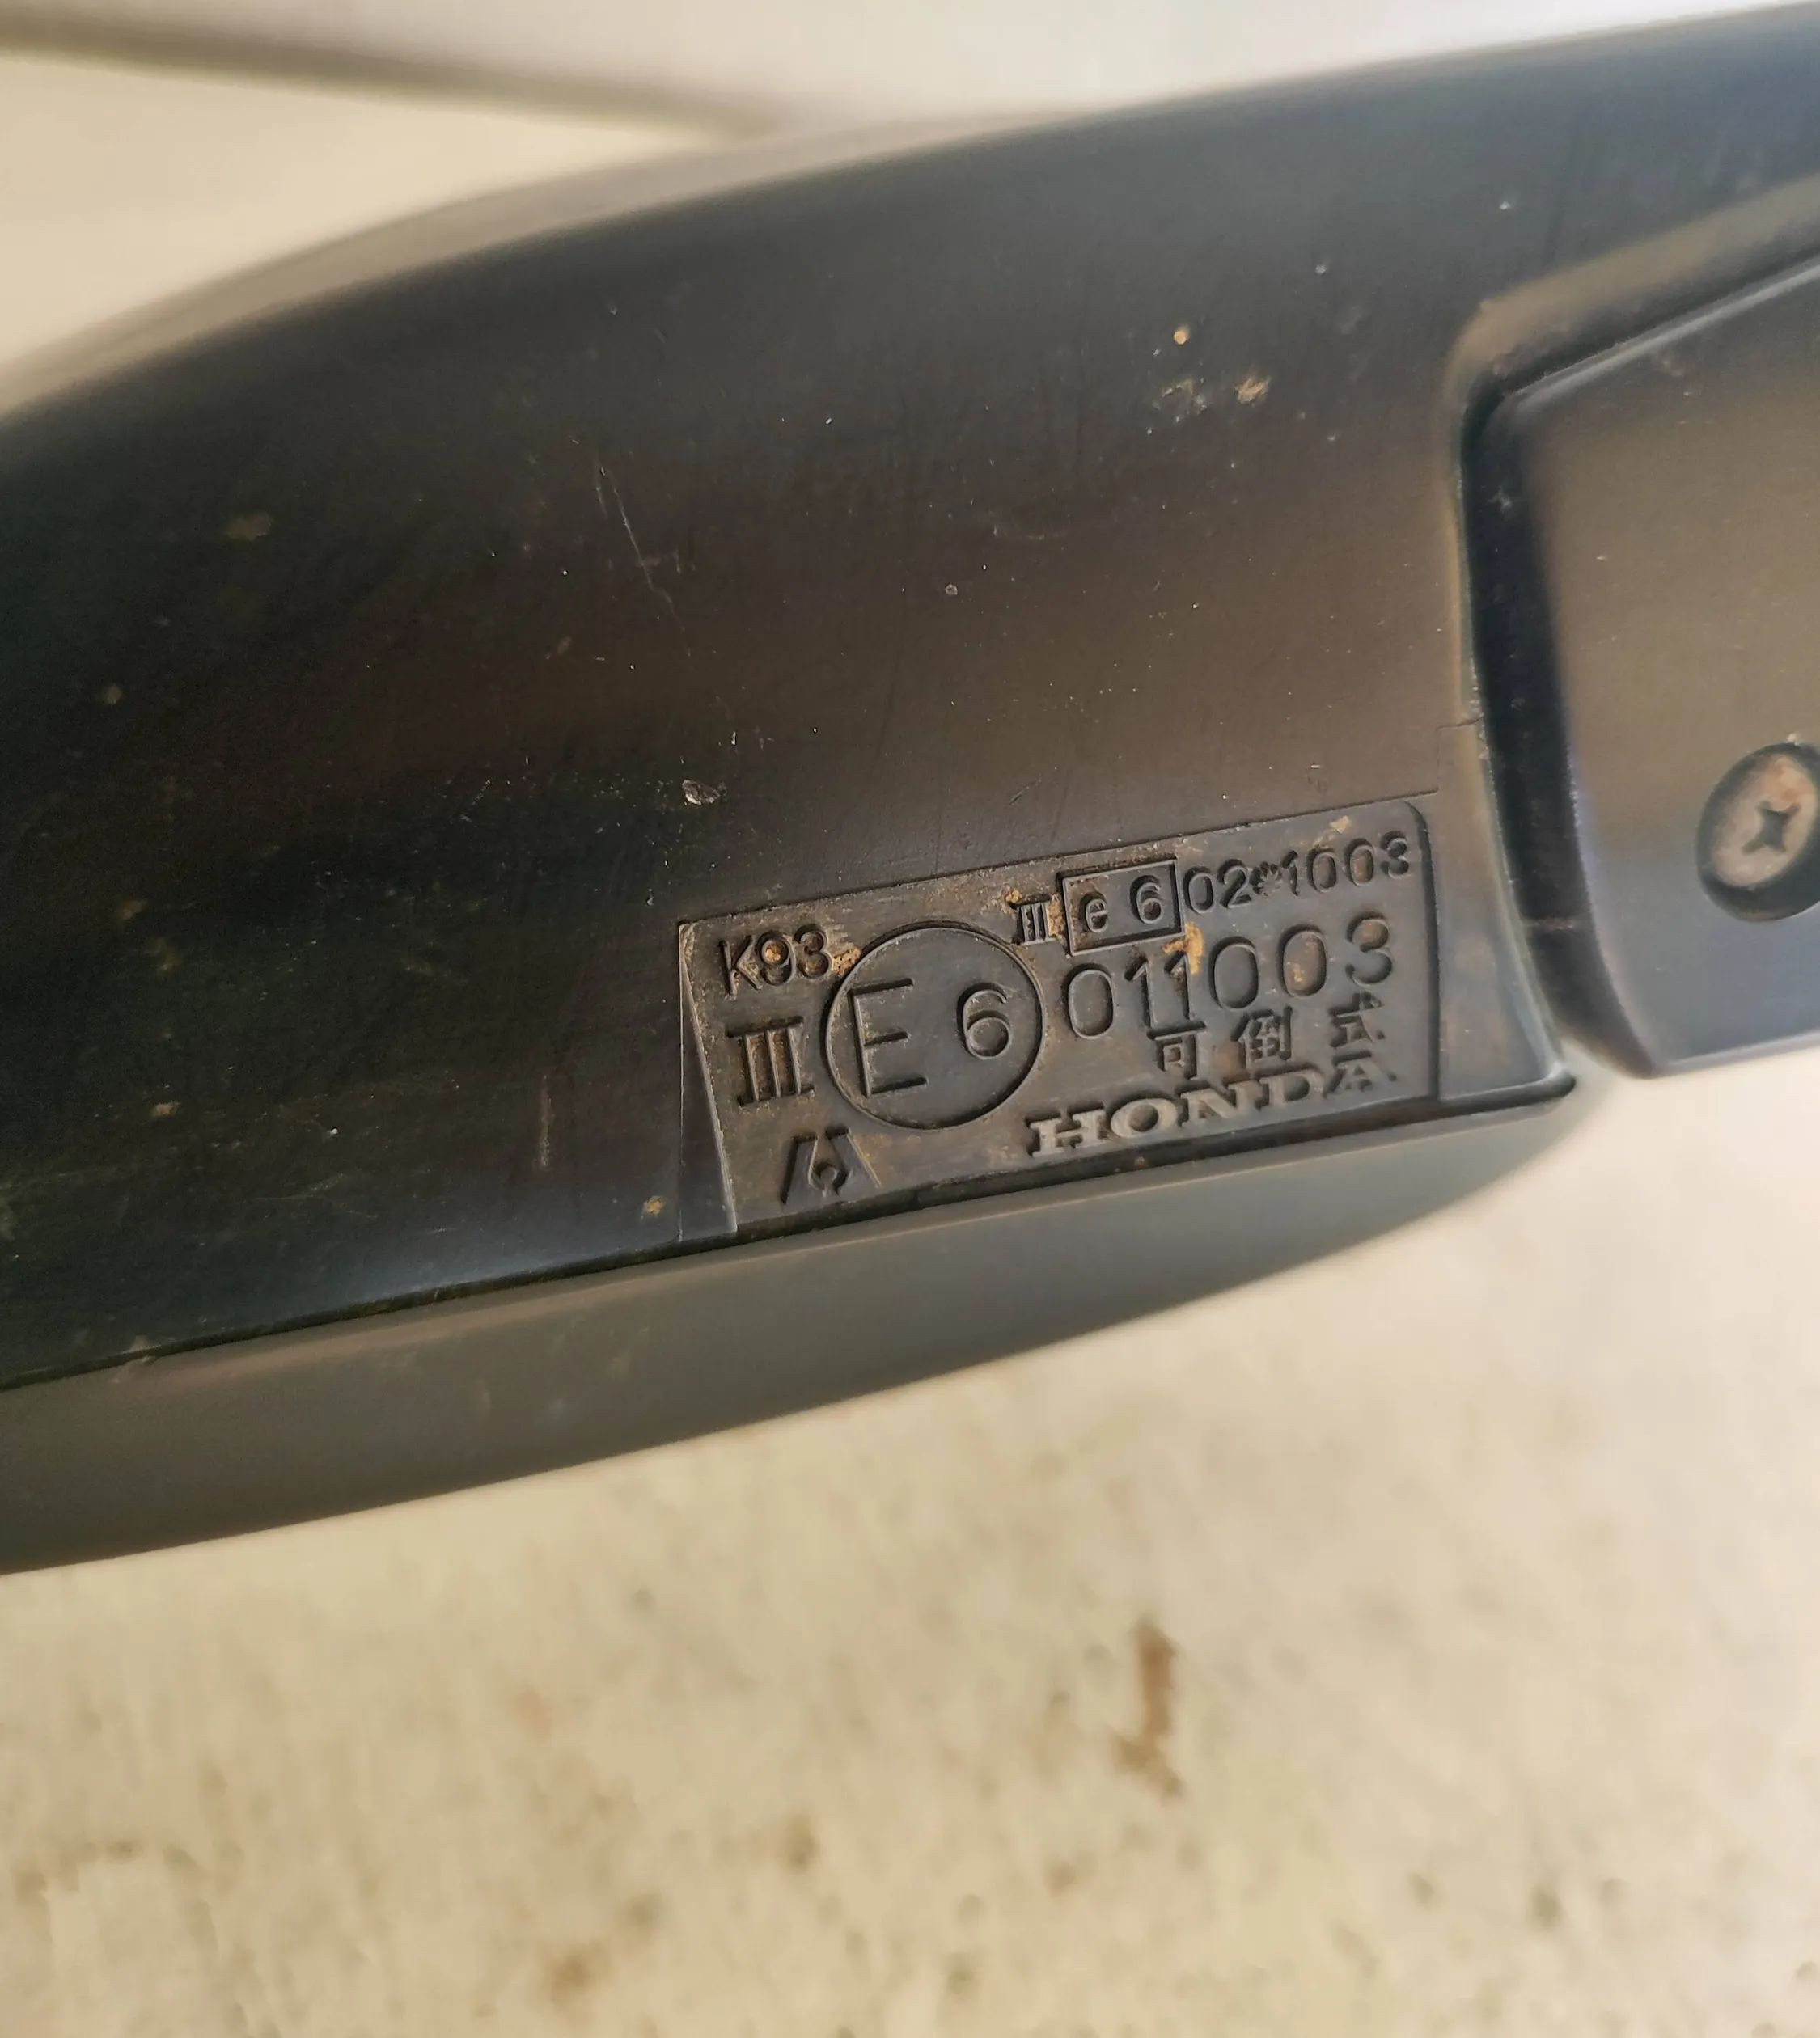 III e 6 02*1003
K93
III E 6 011003
可倒式
HONDA